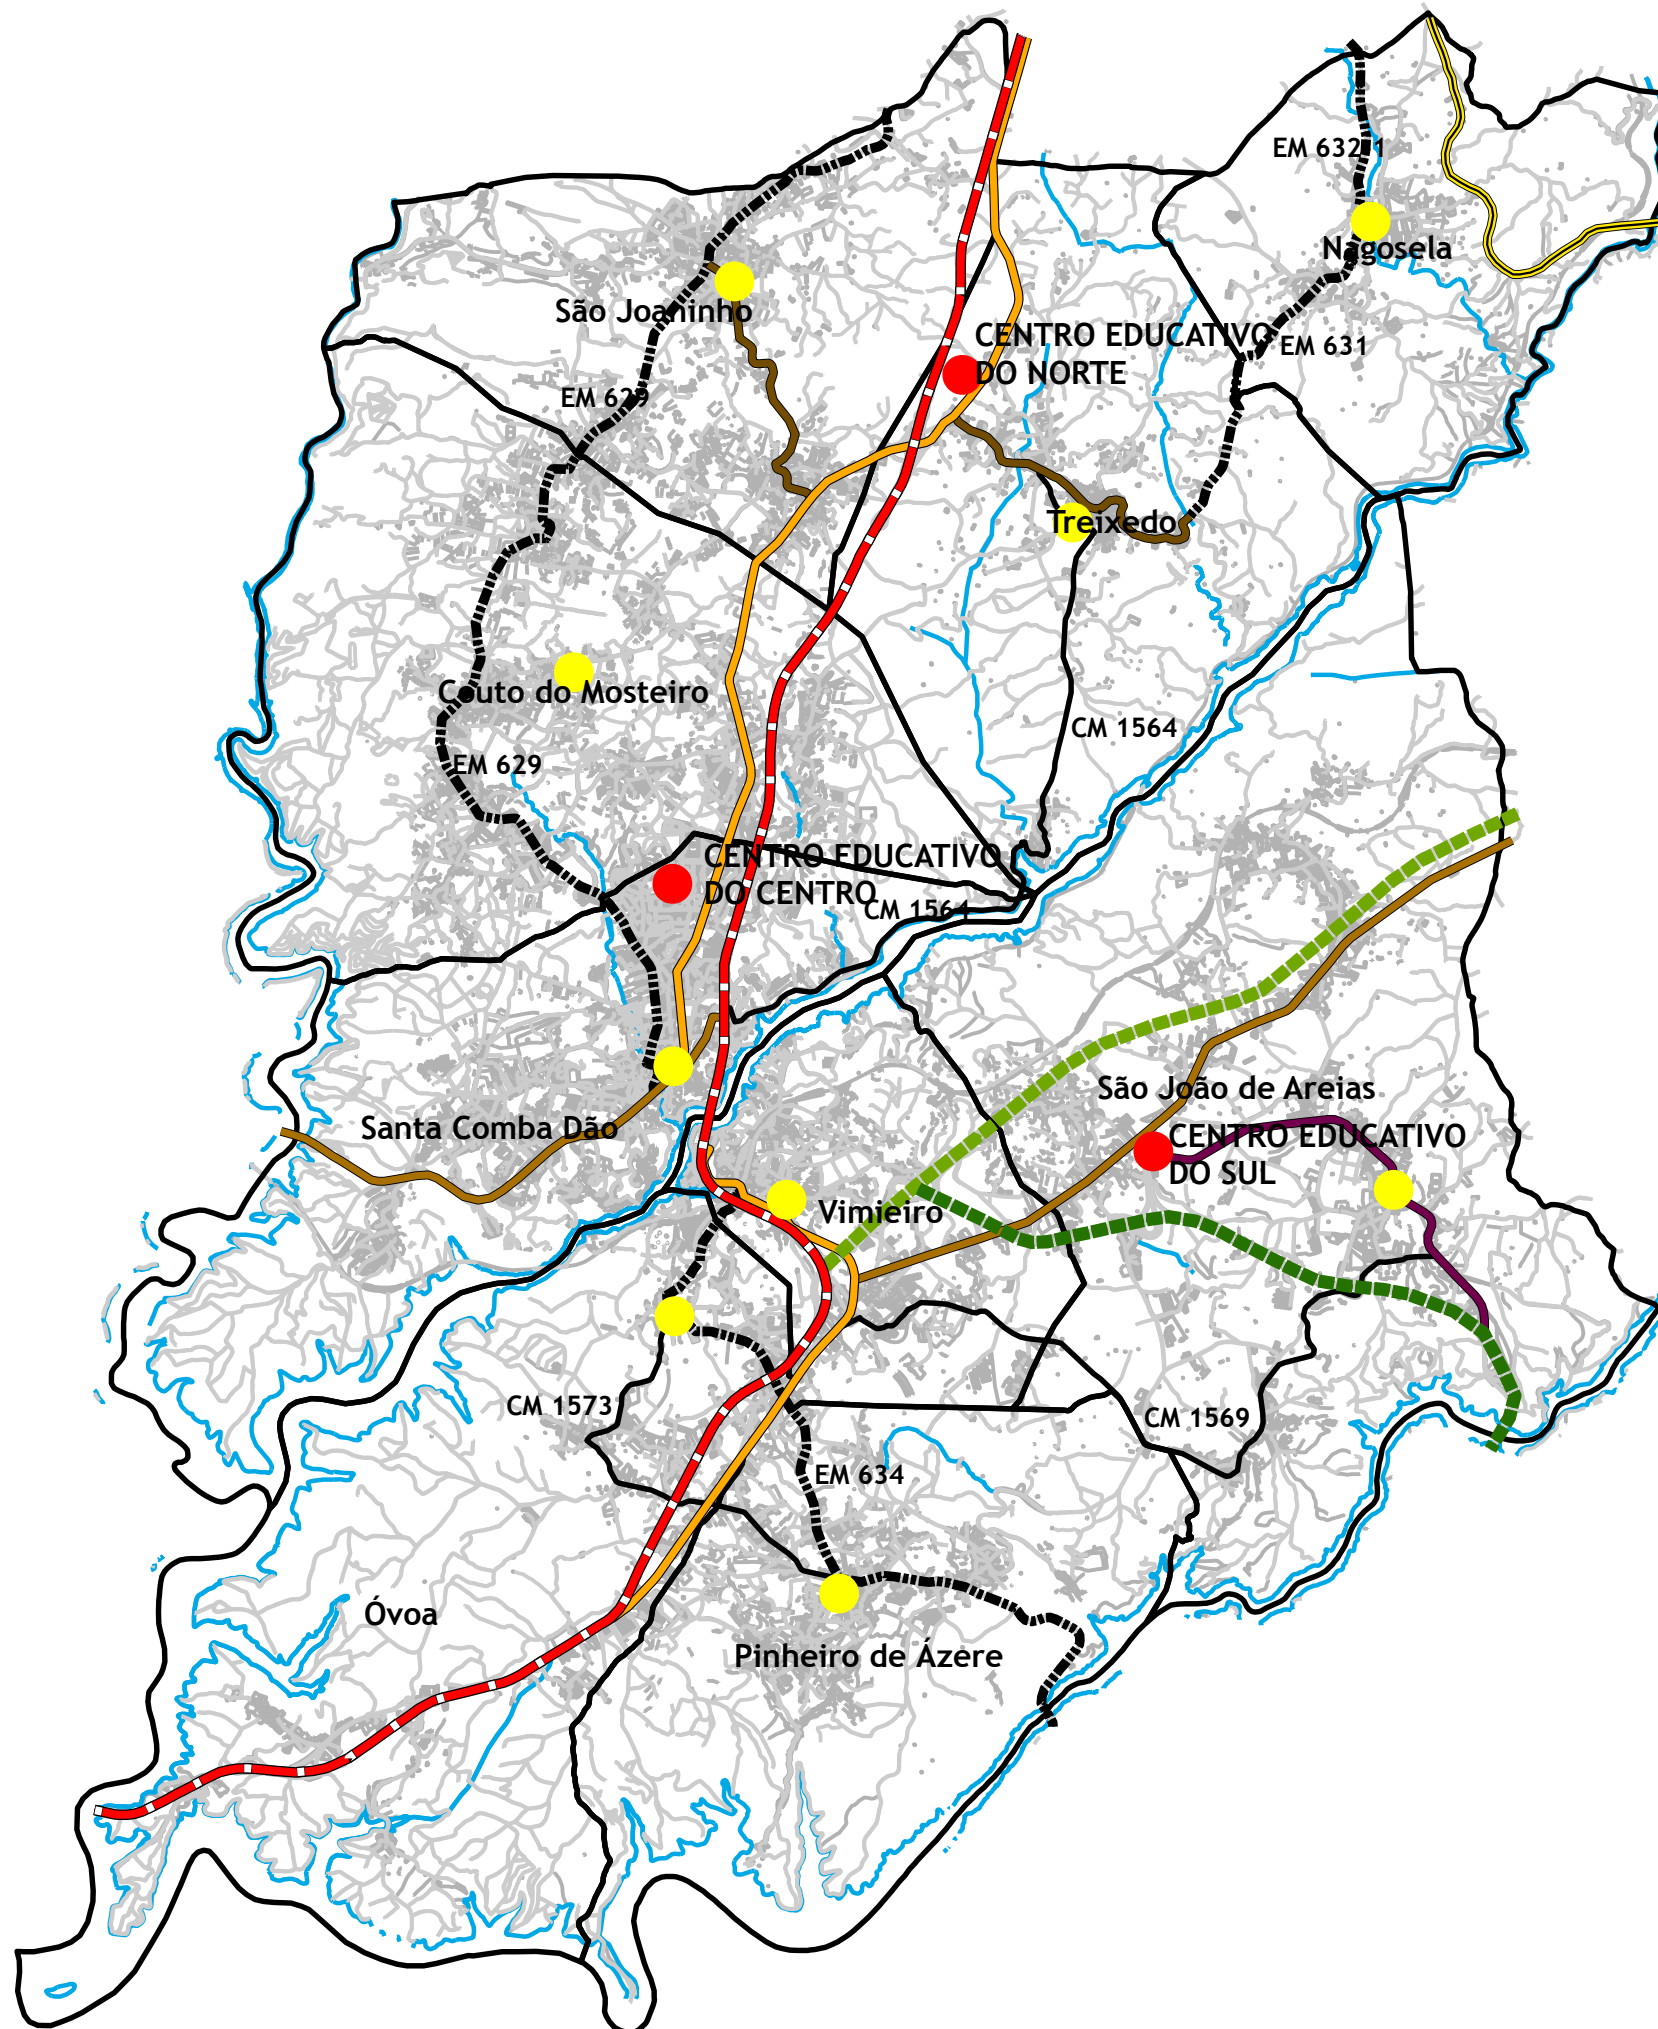 EM 632-1
Nagosela
São Joaninho
CENTRO EDUCATIVO
DO NORTE
EM 631
EM 629
Treixedo
Couto do Mosteiro
CM 1564
EM 629
CENTRO EDUCATIVO
DO CENTRO
CM 1564
São João de Areias
Santa Comba Dão
CENTRO EDUCATIVO
DO SUL
Vimieiro
CM 1573
CM 1569
EM 634
Óvoa
Pinheiro de Ázere